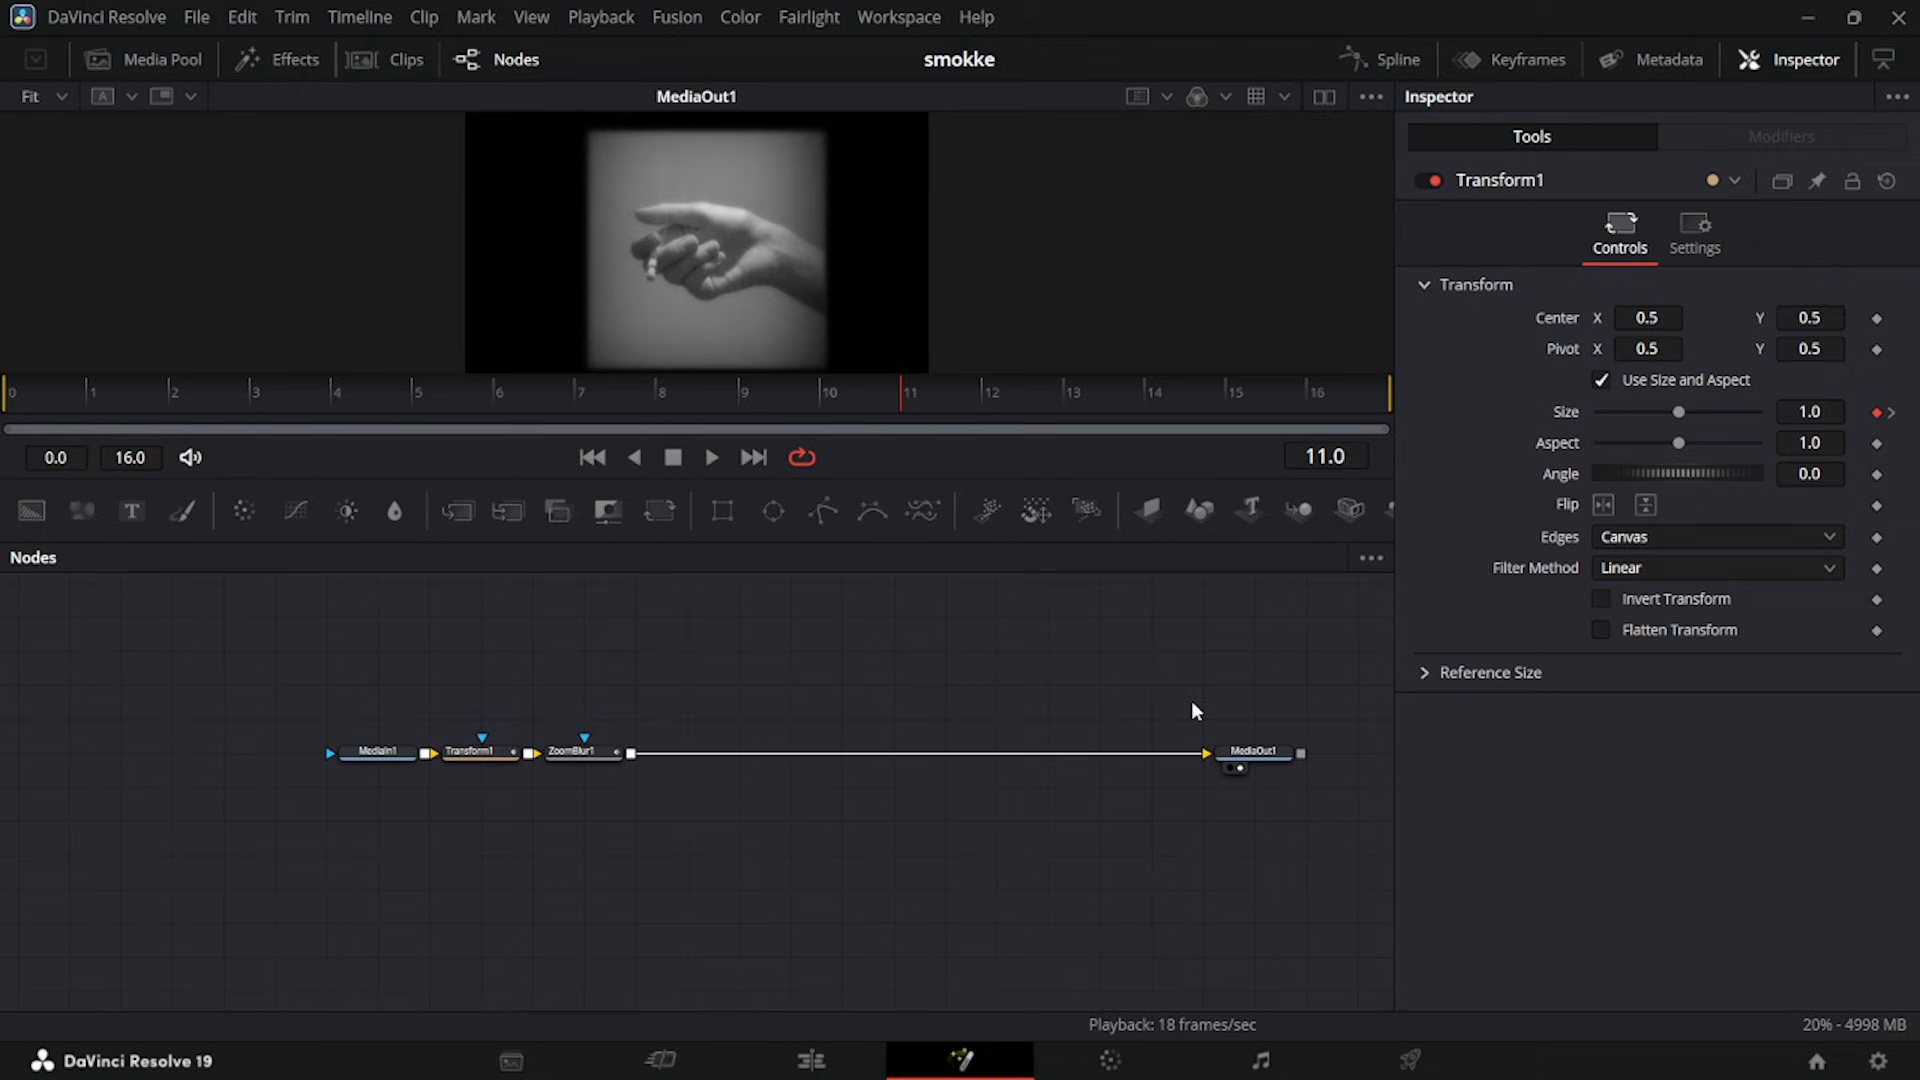 DaVinci Resolve File Edit Trim Timeline Clip Mark View Playback Fusion Color Fairlight Workspace Help
Media Pool Effects Clips Nodes smokke Spline Keyframes Metadata Inspector
Fit A MediaOut1 Inspector
Tools Modifiers
Transform1
Controls Settings
Transform
Center X 0.5 Y 0.5
Pivot X 0.5 Y 0.5
Use Size and Aspect
Size 1.0
Aspect 1.0
Angle 0.0
Flip
Edges Canvas
Filter Method Linear
Invert Transform
Flatten Transform
Reference Size
0 1 2 3 4 5 6 7 8 9 10 11 12 13 14 15 16
0.0 16.0 11.0
T T
Nodes
MediaIn1 Transform1 ZoomBlur1 MediaOut1
Playback: 18 frames/sec 20% - 4998 MB
DaVinci Resolve 19